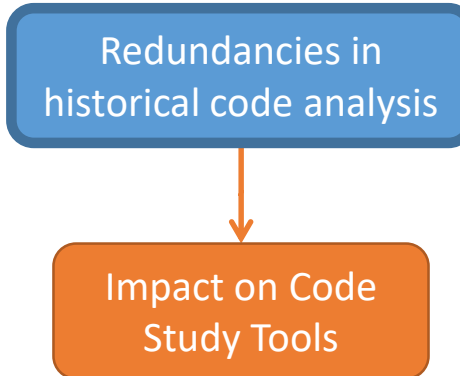 Redundancies in
historical code analysis
Impact on Code
Study Tools